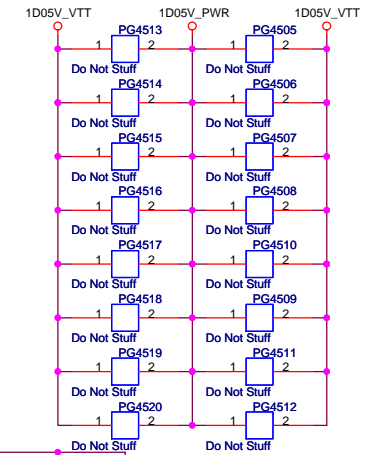 1D05V_VTT 1D05V_PWR 1D05V_VTT
PG4513 PG4505
1 2 1 2
Do Not Stuff Do Not Stuff
PG4514 PG4506
1 2 1 2
Do Not Stuff Do Not Stuff
PG4515 PG4507
1 2 1 2
Do Not Stuff Do Not Stuff
PG4516 PG4508
1 2 1 2
Do Not Stuff Do Not Stuff
PG4517 PG4510
1 2 1 2
Do Not Stuff Do Not Stuff
PG4518 PG4509
1 2 1 2
Do Not Stuff Do Not Stuff
PG4519 PG4511
1 2 1 2
Do Not Stuff Do Not Stuff
PG4520 PG4512
1 2 1 2
Do Not Stuff Do Not Stuff